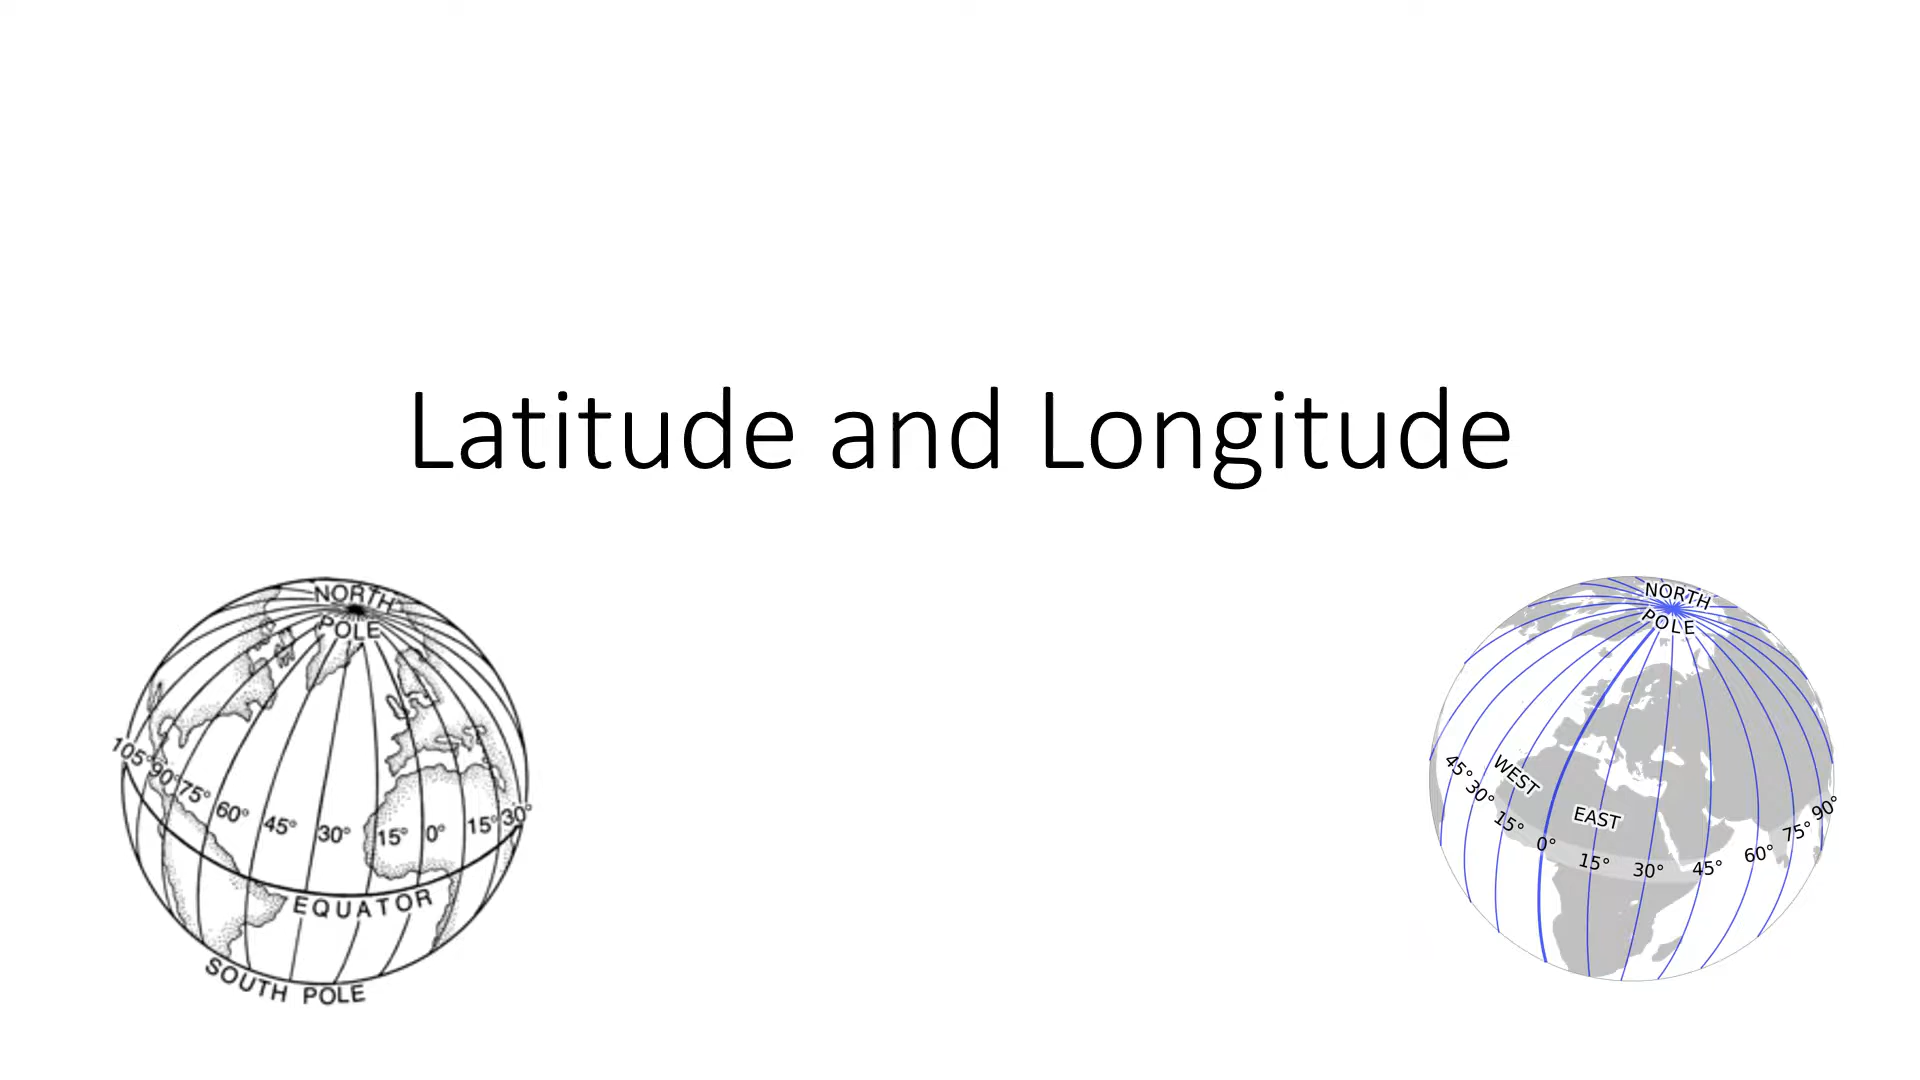 Latitude and Longitude
NORTH
POLE
105° 90° 75° 60° 45° 30° 15° 0° 15° 30°
EQUATOR
SOUTH POLE
NORTH
POLE
WEST
EAST
45° 30° 15° 0° 15° 30° 45° 60° 75° 90°